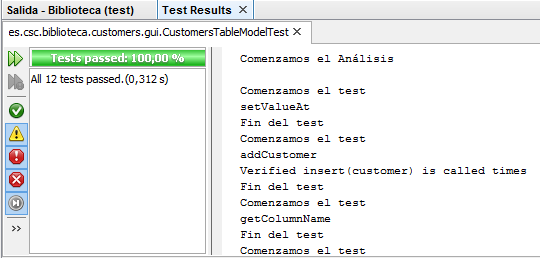 Salida - Biblioteca (test) Test Results
es.csc.biblioteca.customers.gui.CustomersTableModelTest
Tests passed: 100,00 %
All 12 tests passed.(0,312 s)
Comenzamos el Análisis
Comenzamos el test
setValueAt
Fin del test
Comenzamos el test
addCustomer
Verified insert(customer) is called times
Fin del test
Comenzamos el test
getColumnName
Fin del test
Comenzamos el test